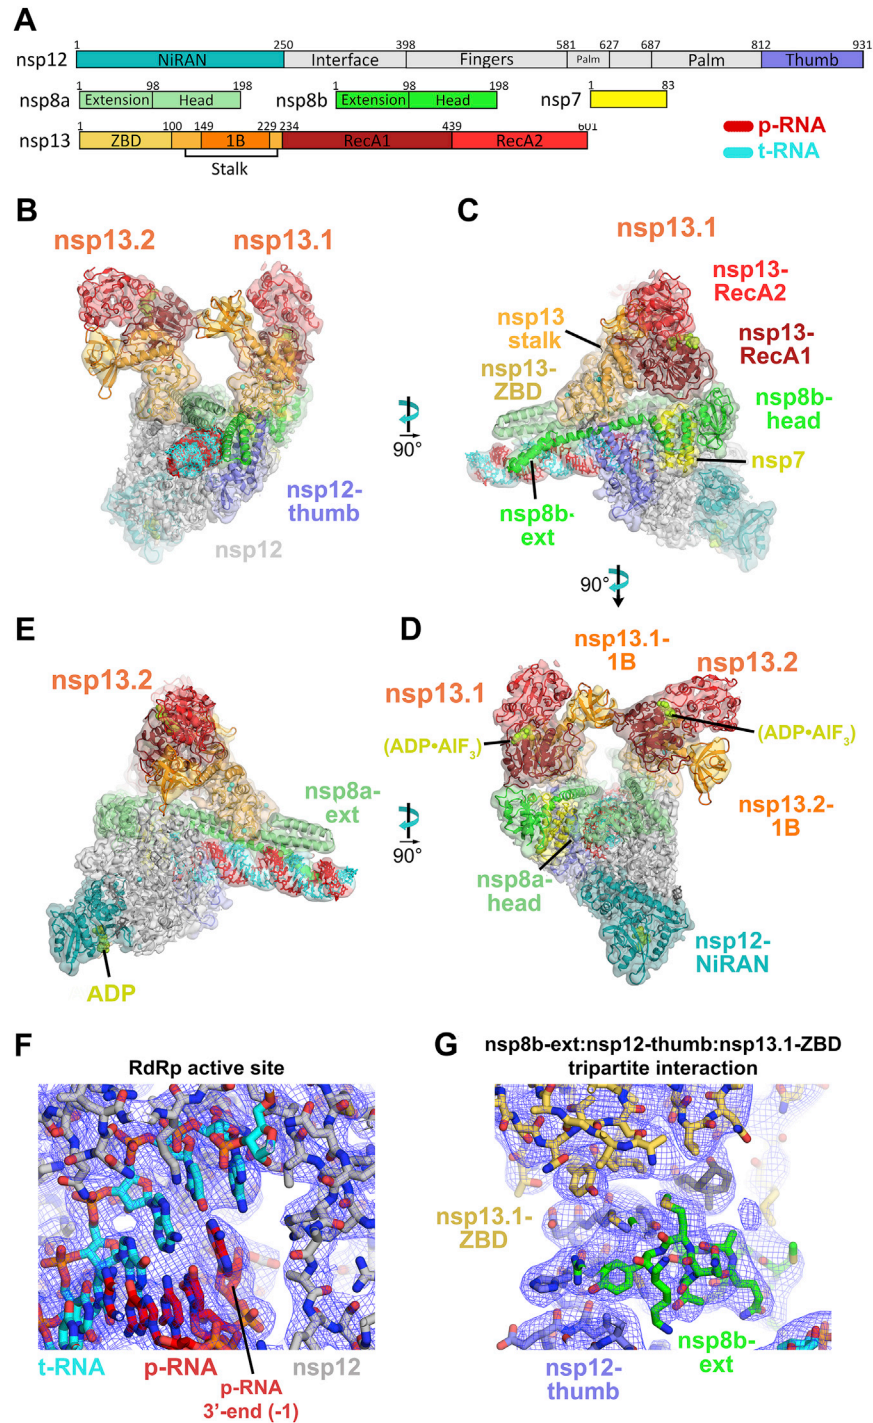 A
1 250 398 581 627 687 812 931
nsp12 NiRAN Interface Fingers Palm Palm Thumb
1 98 198 1 98 198 1 83
nsp8a Extension Head nsp8b Extension Head nsp7
1 100 149 229 234 439 601
nsp13 ZBD 1B RecA1 RecA2
Stalk
p-RNA
t-RNA
B
nsp13.2 nsp13.1
nsp12-
thumb
nsp12
90°
C
nsp13.1
nsp13-
RecA2
nsp13
stalk
nsp13-
RecA1
nsp13-
ZBD
nsp8b-
head
nsp7
nsp8b-
ext
90°
E
nsp13.2
nsp8a-
ext
ADP
90°
D
nsp13.1-
1B
nsp13.1
nsp13.2
(ADP•AlF3)
(ADP•AlF3)
nsp13.2-
1B
nsp8a-
head
nsp12-
NiRAN
F
RdRp active site
t-RNA p-RNA nsp12
p-RNA
3'-end (-1)
G
nsp8b-ext:nsp12-thumb:nsp13.1-ZBD
tripartite interaction
nsp13.1-
ZBD
nsp12-
thumb
nsp8b-
ext